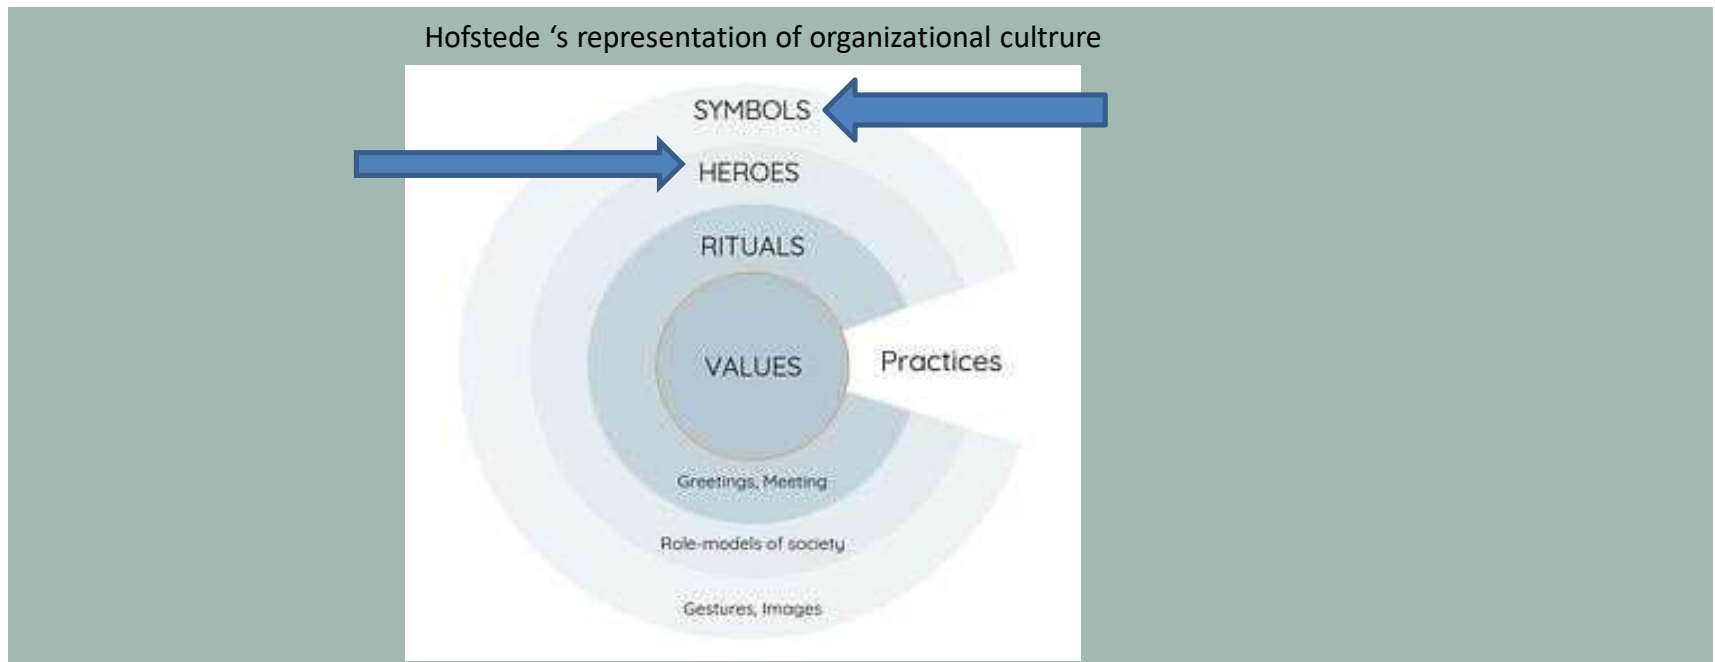 Hofstede ‘s representation of organizational cultrure
SYMBOLS
HEROES
RITUALS
VALUES
Practices
Greetings, Meeting
Role-models of society
Gestures, Images